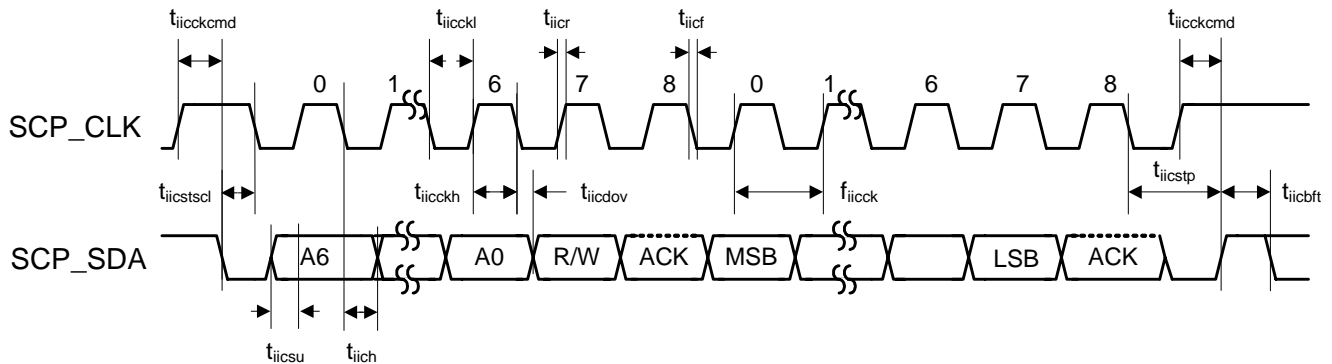 t_iicckcmd t_iicckl t_iicr t_iicf t_iicckcmd
0 1 6 7 8 0 1 6 7 8
SCP_CLK
t_iicstscl t_iicckh t_iicdov f_iicck t_iicstp t_iicbft
SCP_SDA A6 A0 R/W ACK MSB LSB ACK
t_iicsu t_iich